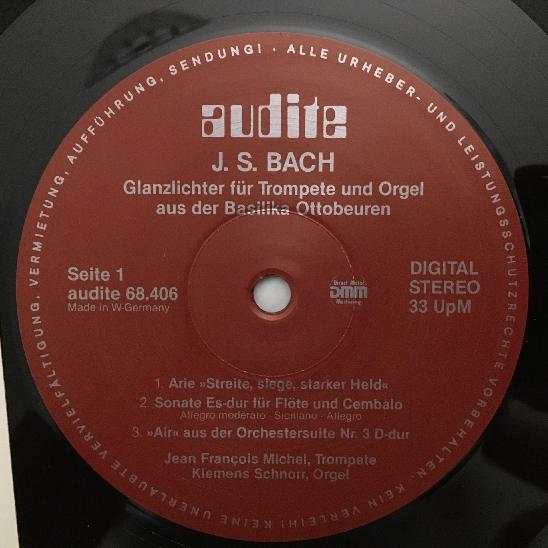 ALLE URHEBER- UND LEISTUNGSSCHUTZRECHTE VORBEHALTEN. KEIN VERLEIH! KEINE UNERLAUBTE VERVIELFÄLTIGUNG, VERMIETUNG, AUFFÜHRUNG, SENDUNG! ·
audite
J. S. BACH
Glanzlichter für Trompete und Orgel
aus der Basilika Ottobeuren
Seite 1
audite 68.406
Made in W-Germany
Direct Metal
DMM
Mastering
DIGITAL
STEREO
33 UpM
1. Arie »Streite, siege, starker Held«
2. Sonate Es-dur für Flöte und Cembalo
Allegro moderato - Siciliano - Allegro
3. »Air« aus der Orchestersuite Nr. 3 D-dur
Jean François Michel, Trompete
Klemens Schnorr, Orgel